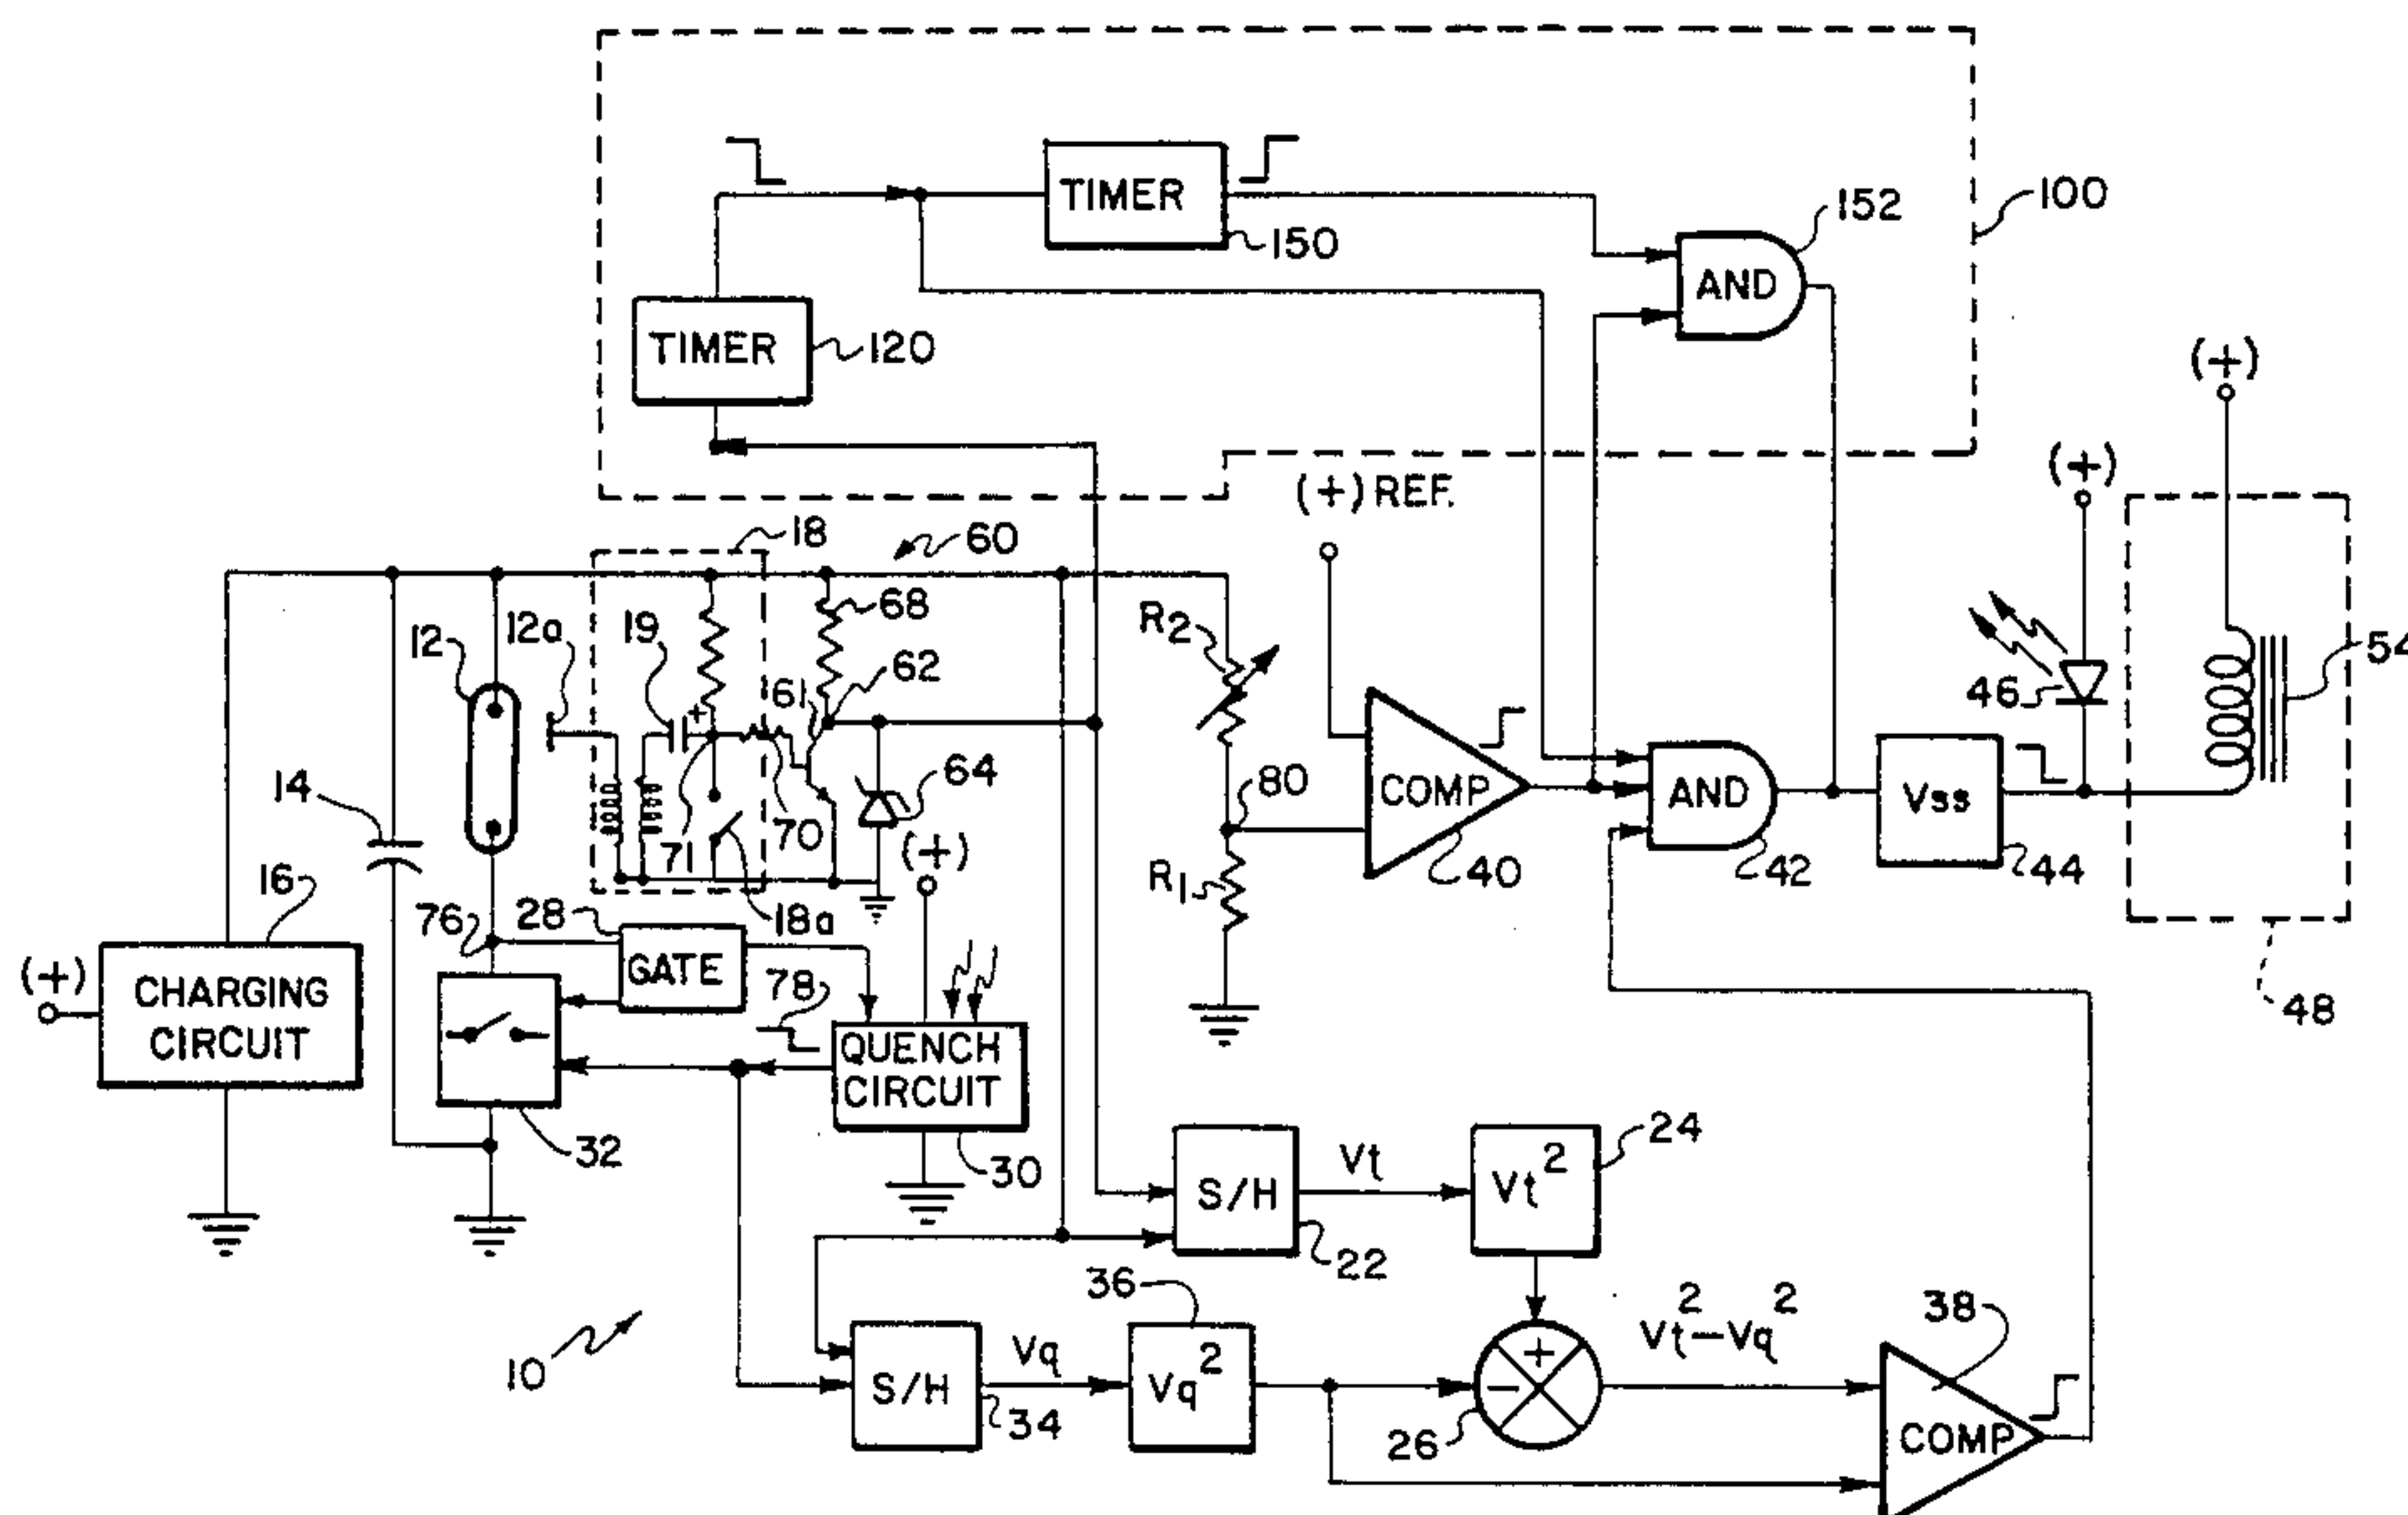 TIMER
150
152
100
AND
TIMER
120
(+)
(+) REF.
(+)
18
60
12
12a
19
+
68
R2
61
62
46
54
14
71
70
64
80
COMP
40
AND
42
Vss
44
(+)
R1
16
76
28
18a
GATE
78
(+)
CHARGING
CIRCUIT
QUENCH
CIRCUIT
48
32
30
S/H
Vt
Vt²
24
22
36
10
S/H
Vq
Vq²
34
+
−
26
Vt²−Vq²
38
COMP